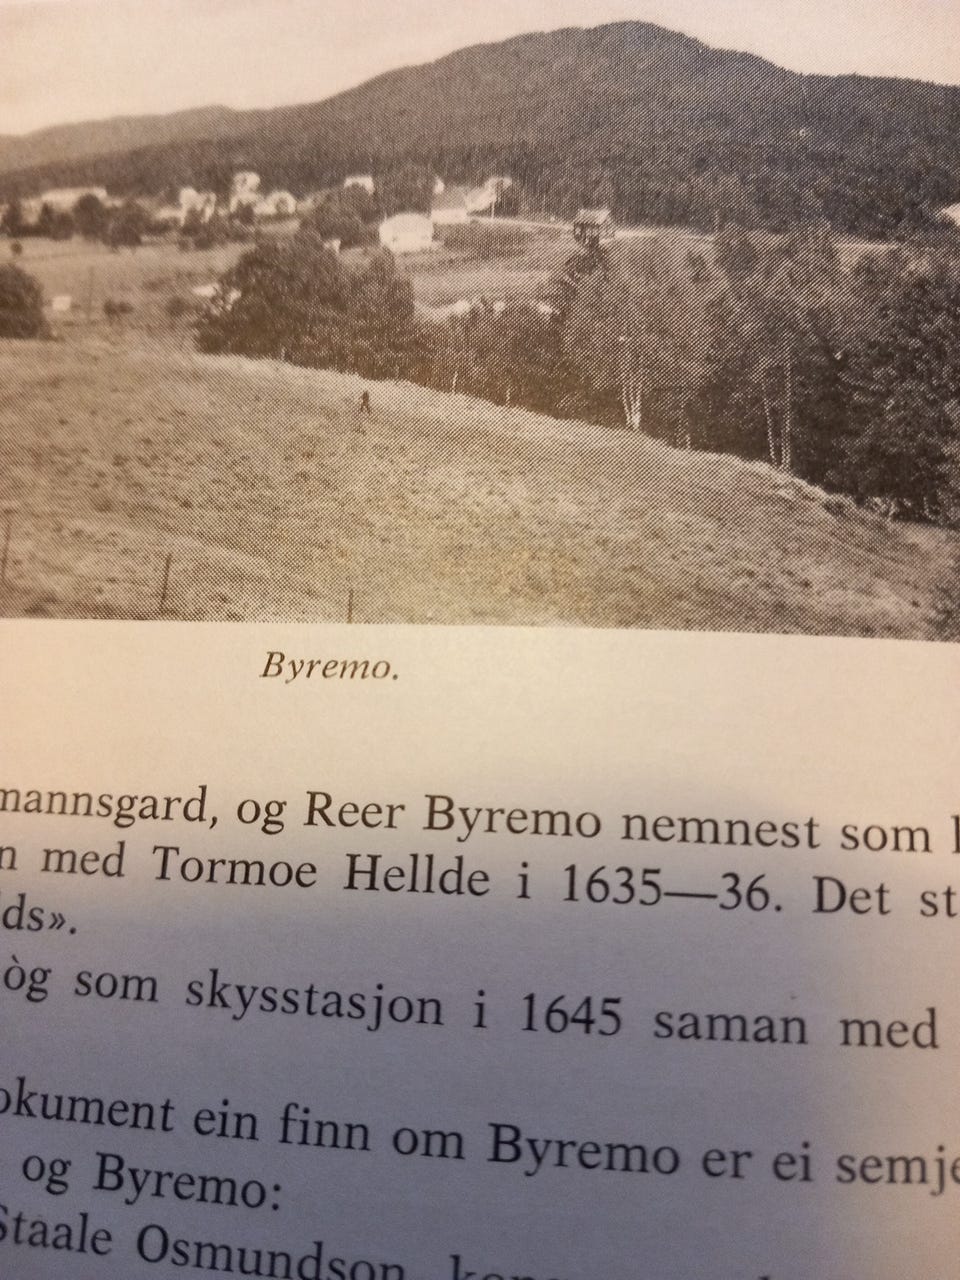 Byremo.
mannsgard, og Reer Byremo nemnest som
med Tormoe Hellde i 1635—36. Det st
ds».
òg som skysstasjon i 1645 saman med
okument ein finn om Byremo er ei semje
og Byremo:
Staale Osmundson